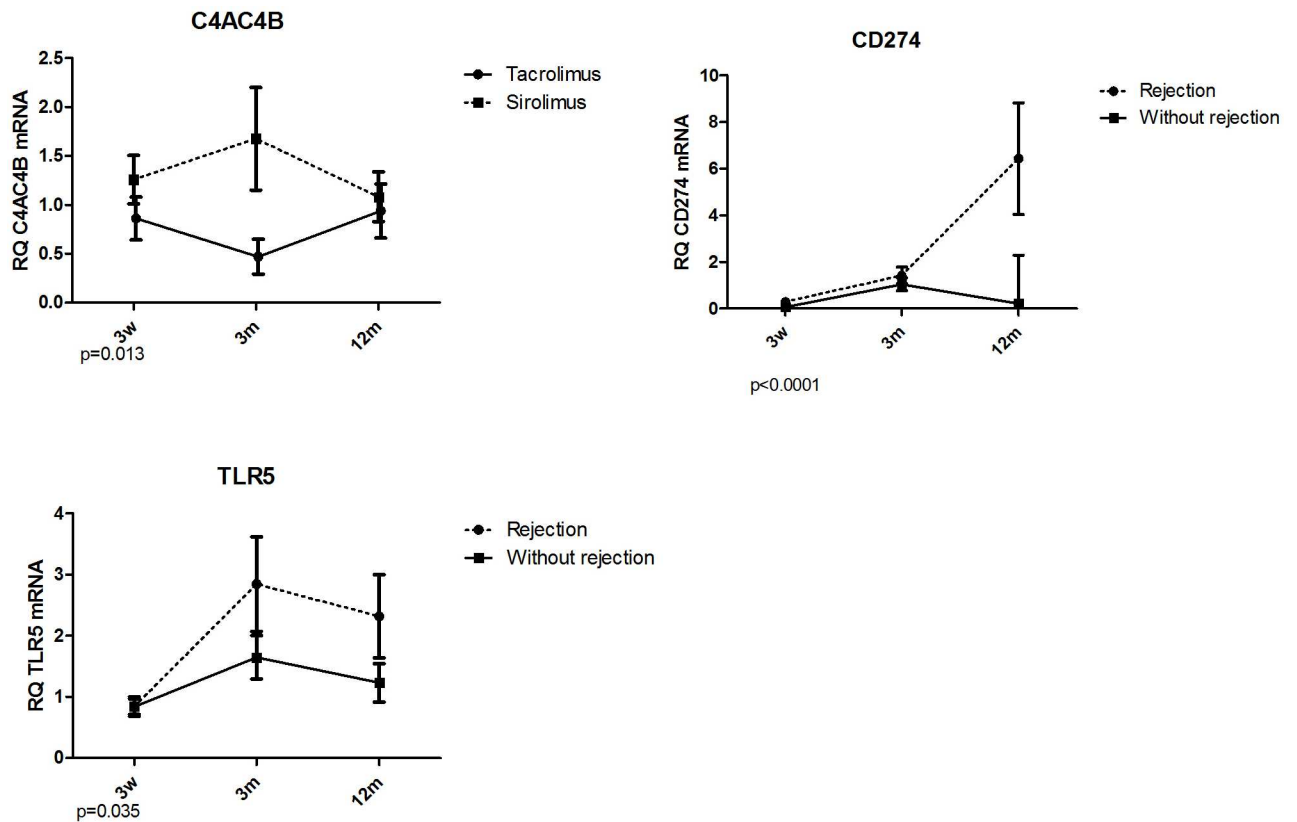 C4AC4B
RQ C4AC4B mRNA
2.5
2.0
1.5
1.0
0.5
0.0
3w
3m
12m
p=0.013
Tacrolimus
Sirolimus
CD274
RQ CD274 mRNA
10
8
6
4
2
0
3w
3m
12m
p<0.0001
Rejection
Without rejection
TLR5
RQ TLR5 mRNA
4
3
2
1
0
3w
3m
12m
p=0.035
Rejection
Without rejection